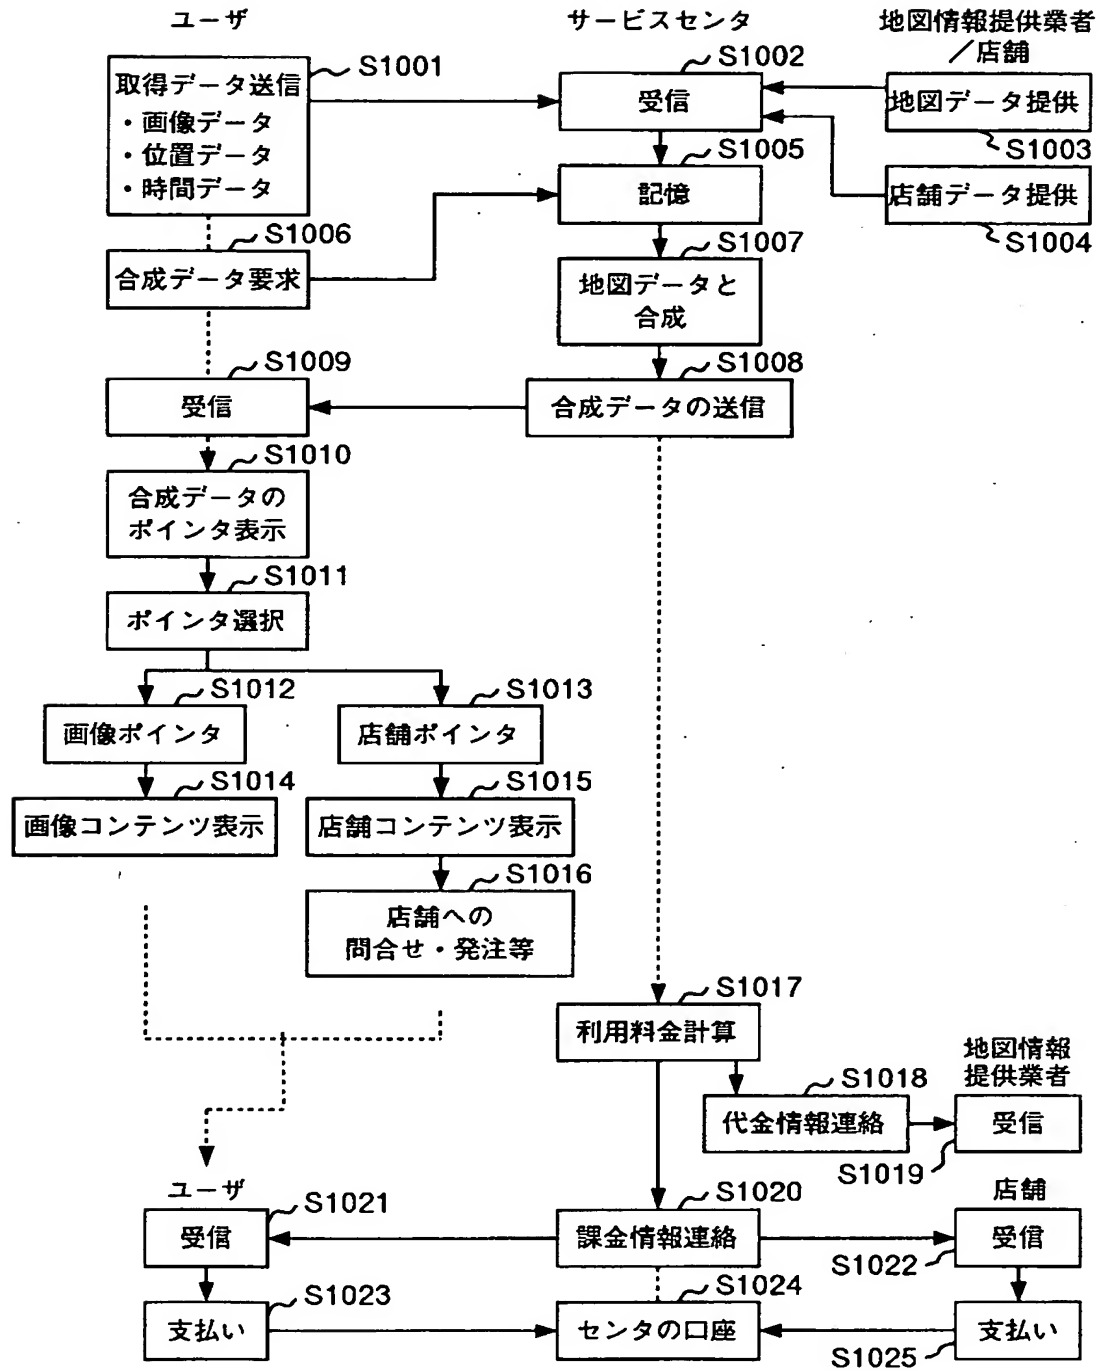 ユーザ
サービスセンタ
地図情報提供業者
／店舗
S1001
取得データ送信
・画像データ
・位置データ
・時間データ
S1002
受信
地図データ提供
S1003
S1005
記憶
店舗データ提供
S1004
S1006
合成データ要求
S1007
地図データと
合成
S1009
受信
S1008
合成データの送信
S1010
合成データの
ポインタ表示
S1011
ポインタ選択
S1012
画像ポインタ
S1013
店舗ポインタ
S1014
画像コンテンツ表示
S1015
店舗コンテンツ表示
S1016
店舗への
問合せ・発注等
S1017
利用料金計算
地図情報
提供業者
S1018
代金情報連絡
受信
S1019
ユーザ
S1021
受信
S1020
課金情報連絡
店舗
受信
S1022
S1023
支払い
S1024
センタの口座
支払い
S1025